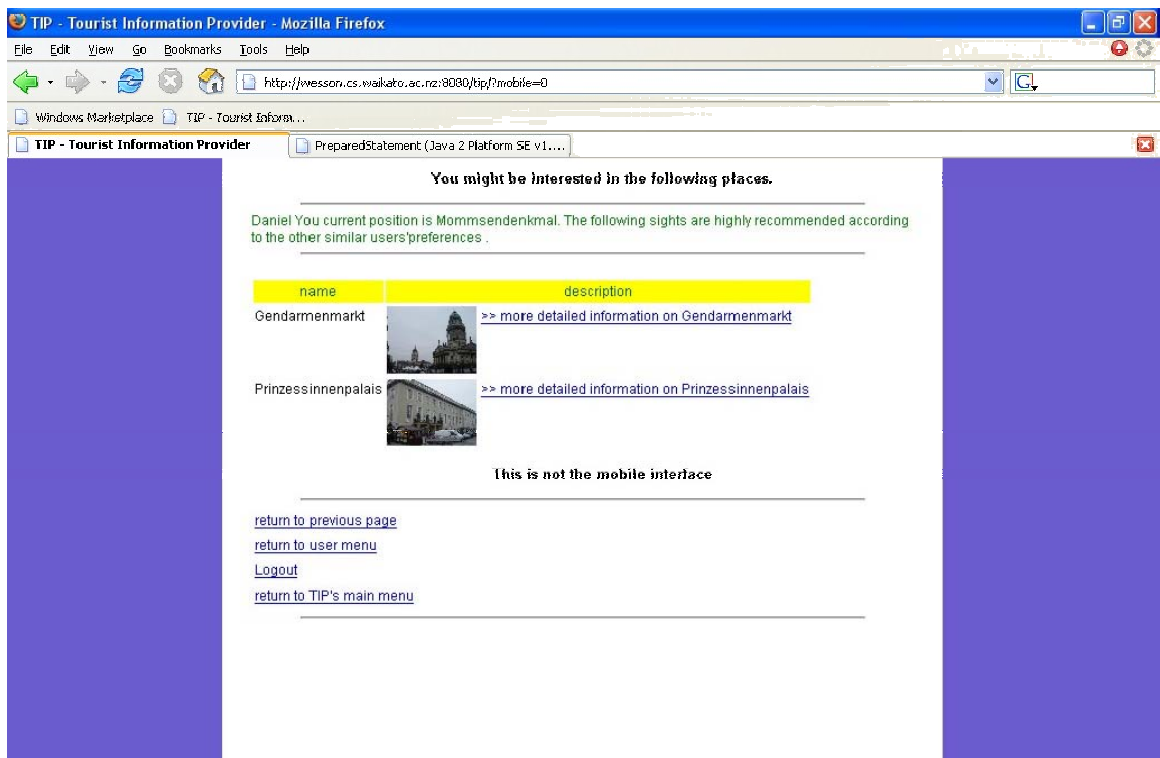 TIP - Tourist Information Provider - Mozilla Firefox
File Edit View Go Bookmarks Tools Help
http://wesson.cs.waikato.ac.nz:8080/tip/?mobile=0
G
Windows Marketplace TIP - Tourist Inform...
TIP - Tourist Information Provider PreparedStatement (Java 2 Platform SE v1....
You might be interested in the following places.
Daniel You current position is Mommsendenkmal. The following sights are highly recommended according
to the other similar users'preferences .
name description
Gendarmenmarkt >> more detailed information on Gendarmenmarkt
Prinzessinnenpalais >> more detailed information on Prinzessinnenpalais
This is not the mobile interface
return to previous page
return to user menu
Logout
return to TIP's main menu